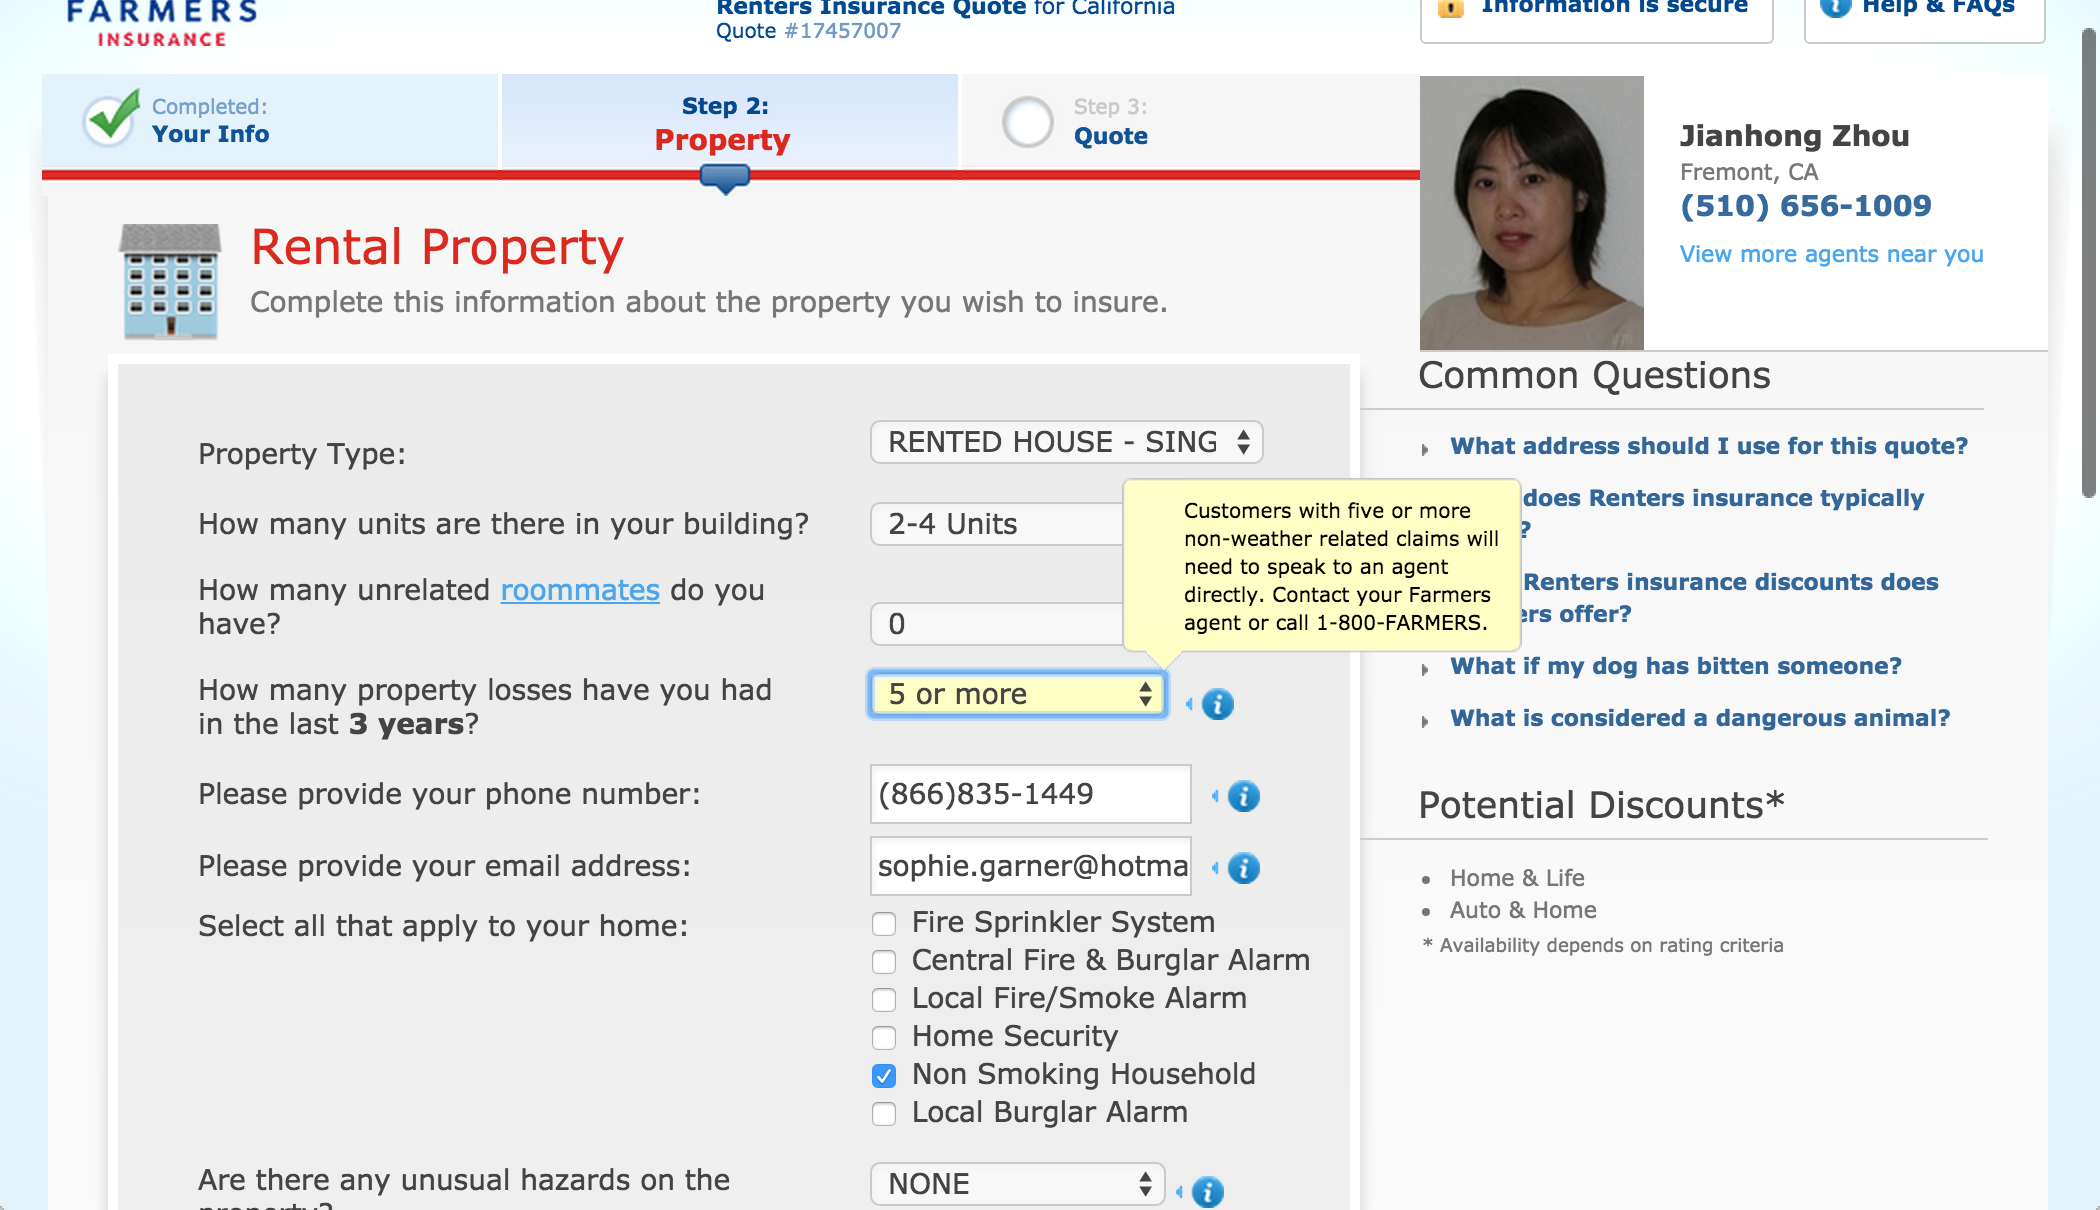 FARMERS
INSURANCE
Renters Insurance Quote for California
Quote #17457007
Information is secure
Help & FAQs
Completed:
Your Info
Step 2:
Property
Step 3:
Quote
Jianhong Zhou
Fremont, CA
(510) 656-1009
View more agents near you
Rental Property
Complete this information about the property you wish to insure.
Property Type:
RENTED HOUSE - SING
How many units are there in your building?
2-4 Units
How many unrelated roommates do you
have?
0
Customers with five or more
non-weather related claims will
need to speak to an agent
directly. Contact your Farmers
agent or call 1-800-FARMERS.
How many property losses have you had
in the last 3 years?
5 or more
Please provide your phone number:
(866)835-1449
Please provide your email address:
sophie.garner@hotma
Select all that apply to your home:
Fire Sprinkler System
Central Fire & Burglar Alarm
Local Fire/Smoke Alarm
Home Security
Non Smoking Household
Local Burglar Alarm
Are there any unusual hazards on the
property?
NONE
Common Questions
What address should I use for this quote?
does Renters insurance typically
?
Renters insurance discounts does
ers offer?
What if my dog has bitten someone?
What is considered a dangerous animal?
Potential Discounts*
Home & Life
Auto & Home
* Availability depends on rating criteria